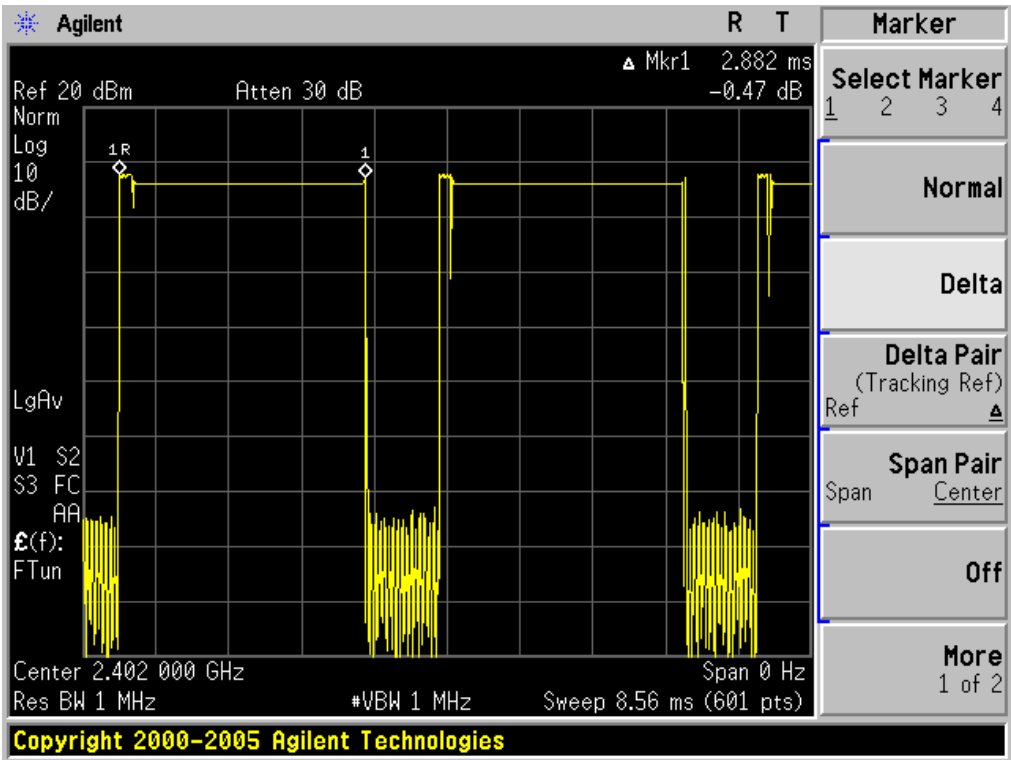 Agilent R T
Δ Mkr1 2.882 ms
Ref 20 dBm Atten 30 dB -0.47 dB
Norm
Log
10
dB/
1R
1
LgAv
V1 S2
S3 FC
AA
£(f):
FTun
Center 2.402 000 GHz Span 0 Hz
Res BW 1 MHz #VBW 1 MHz Sweep 8.56 ms (601 pts)
Copyright 2000-2005 Agilent Technologies
Marker
Select Marker
1 2 3 4
Normal
Delta
Delta Pair
(Tracking Ref)
Ref Δ
Span Pair
Span Center
Off
More
1 of 2